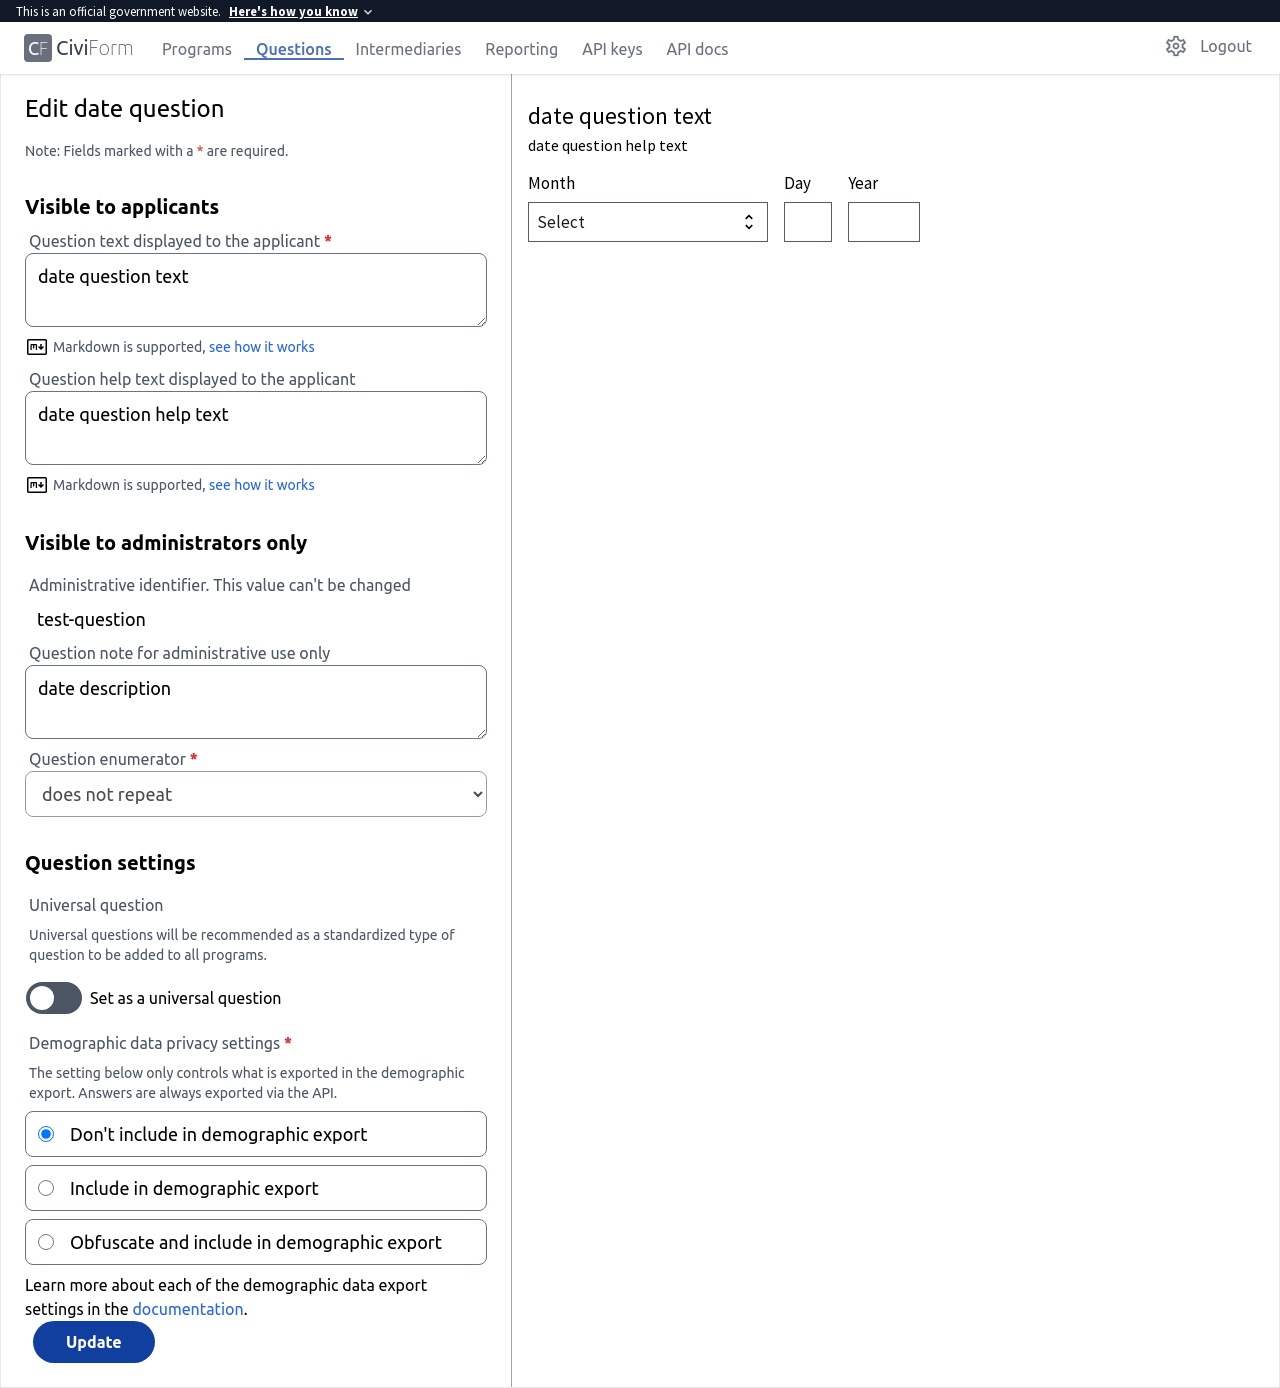 This is an official government website. Here's how you know
CF CiviForm Programs Questions Intermediaries Reporting API keys API docs Logout
Edit date question
Note: Fields marked with a * are required.
Visible to applicants
Question text displayed to the applicant *
date question text
Markdown is supported, see how it works
Question help text displayed to the applicant
date question help text
Markdown is supported, see how it works
Visible to administrators only
Administrative identifier. This value can't be changed
test-question
Question note for administrative use only
date description
Question enumerator *
does not repeat
Question settings
Universal question
Universal questions will be recommended as a standardized type of
question to be added to all programs.
Set as a universal question
Demographic data privacy settings *
The setting below only controls what is exported in the demographic
export. Answers are always exported via the API.
Don't include in demographic export
Include in demographic export
Obfuscate and include in demographic export
Learn more about each of the demographic data export
settings in the documentation.
Update
date question text
date question help text
Month Day Year
Select